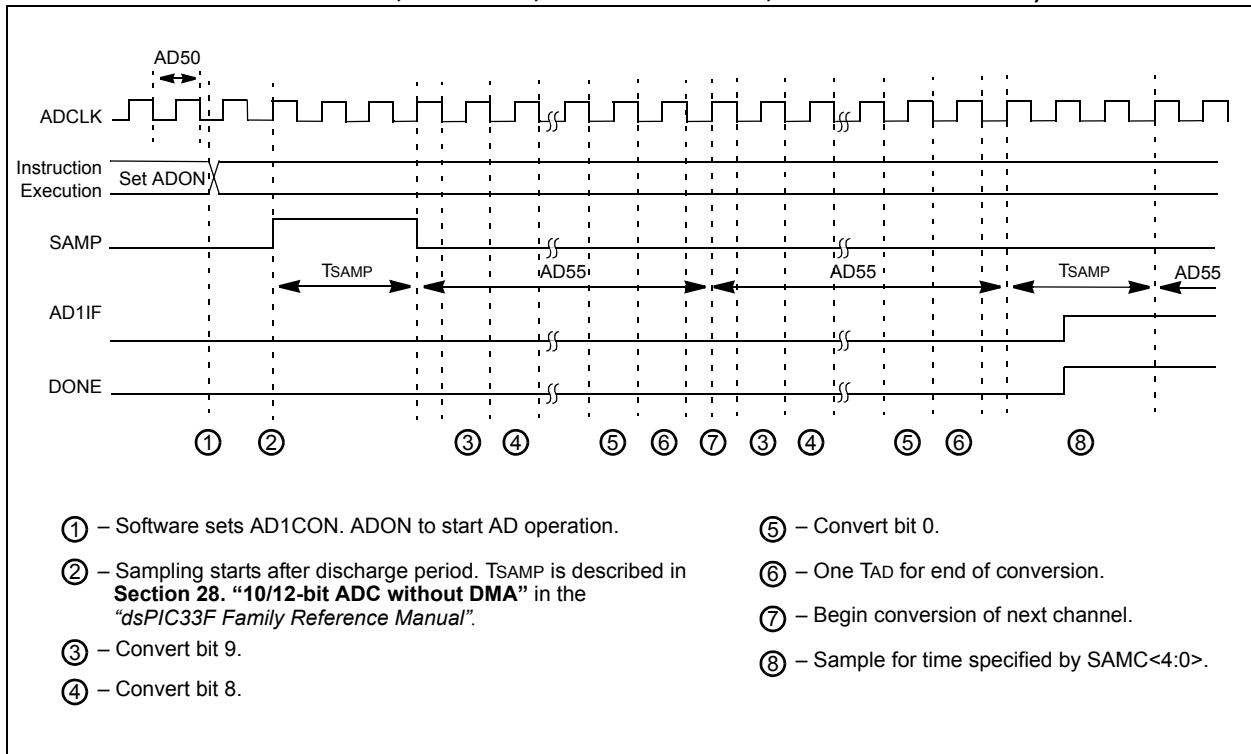 AD50
ADCLK
Instruction
Execution
Set ADON
SAMP
TSAMP
AD55
AD55
TSAMP
AD55
AD1IF
DONE
1 2 3 4 5 6 7 3 4 5 6 8
1 – Software sets AD1CON. ADON to start AD operation.
2 – Sampling starts after discharge period. TSAMP is described in
Section 28. “10/12-bit ADC without DMA” in the
“dsPIC33F Family Reference Manual”.
3 – Convert bit 9.
4 – Convert bit 8.
5 – Convert bit 0.
6 – One TAD for end of conversion.
7 – Begin conversion of next channel.
8 – Sample for time specified by SAMC<4:0>.